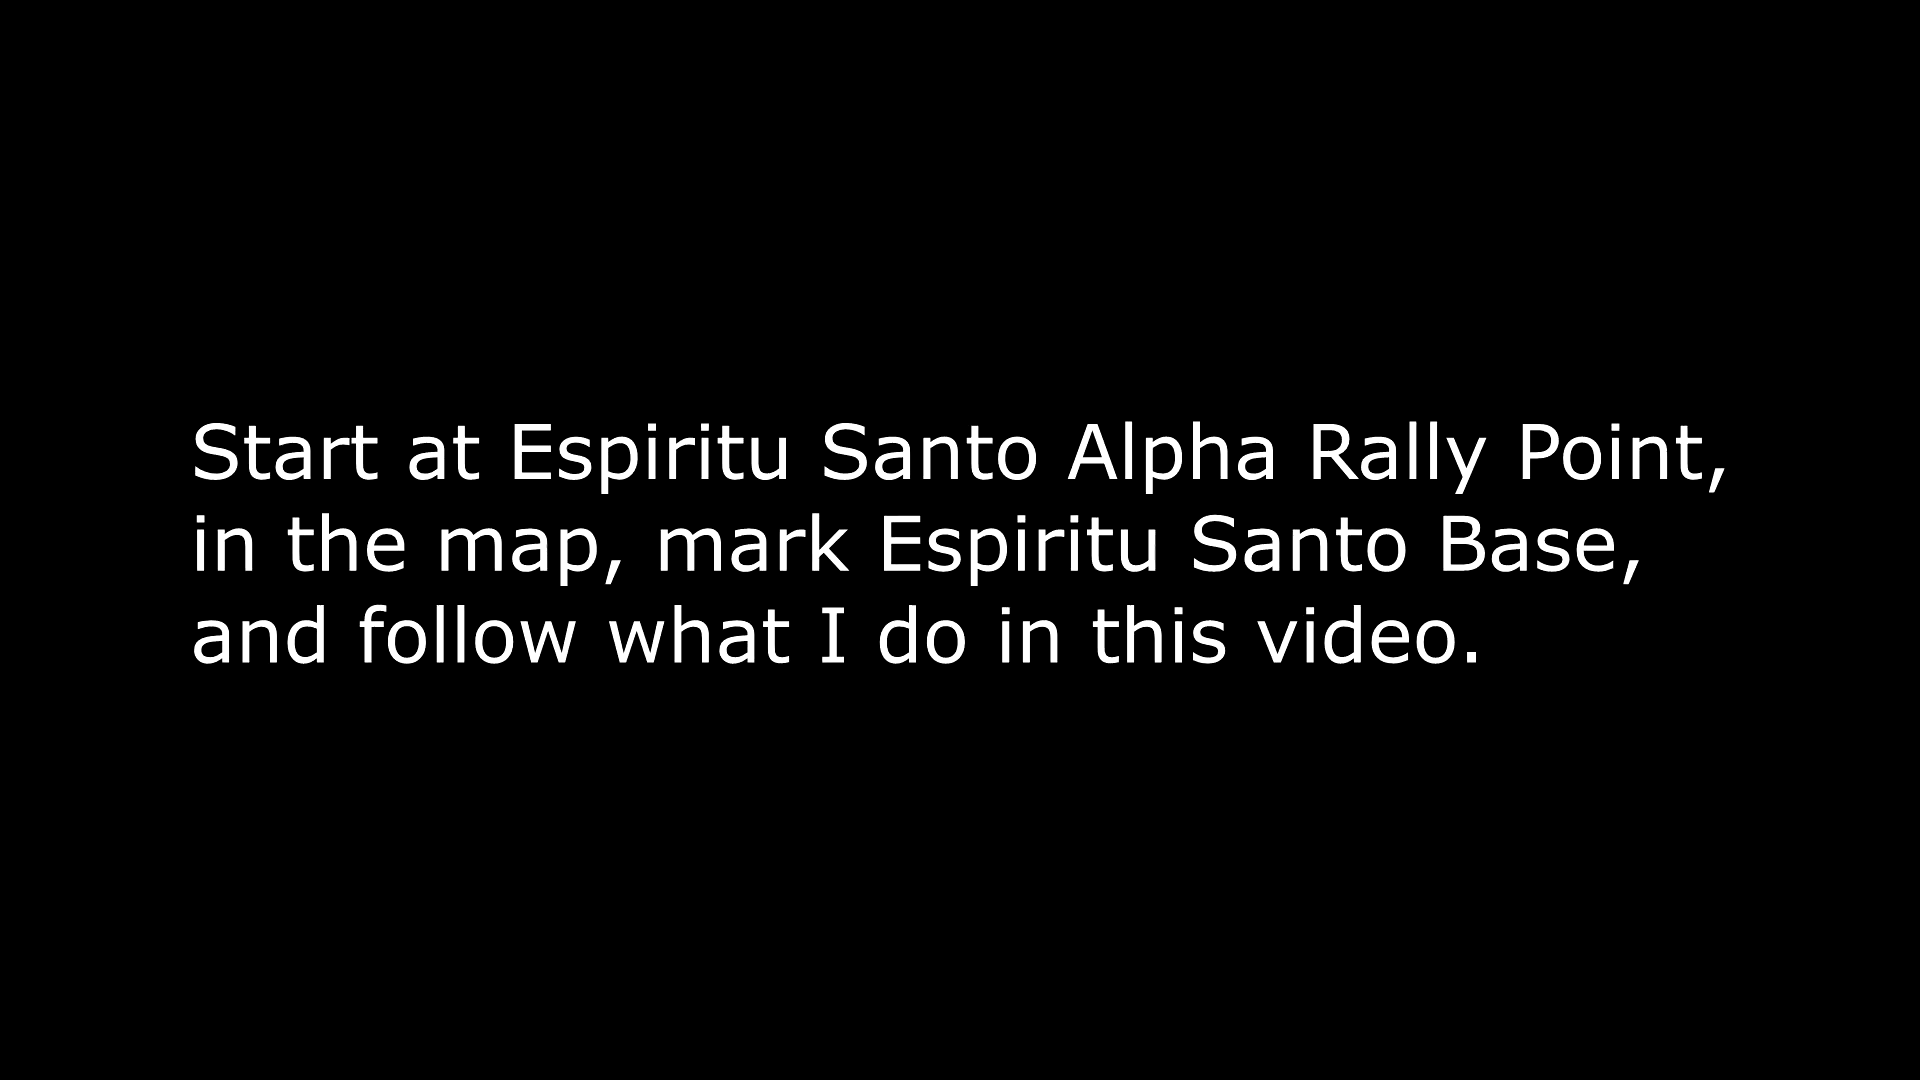 Start at Espiritu Santo Alpha Rally Point,
in the map, mark Espiritu Santo Base,
and follow what I do in this video.